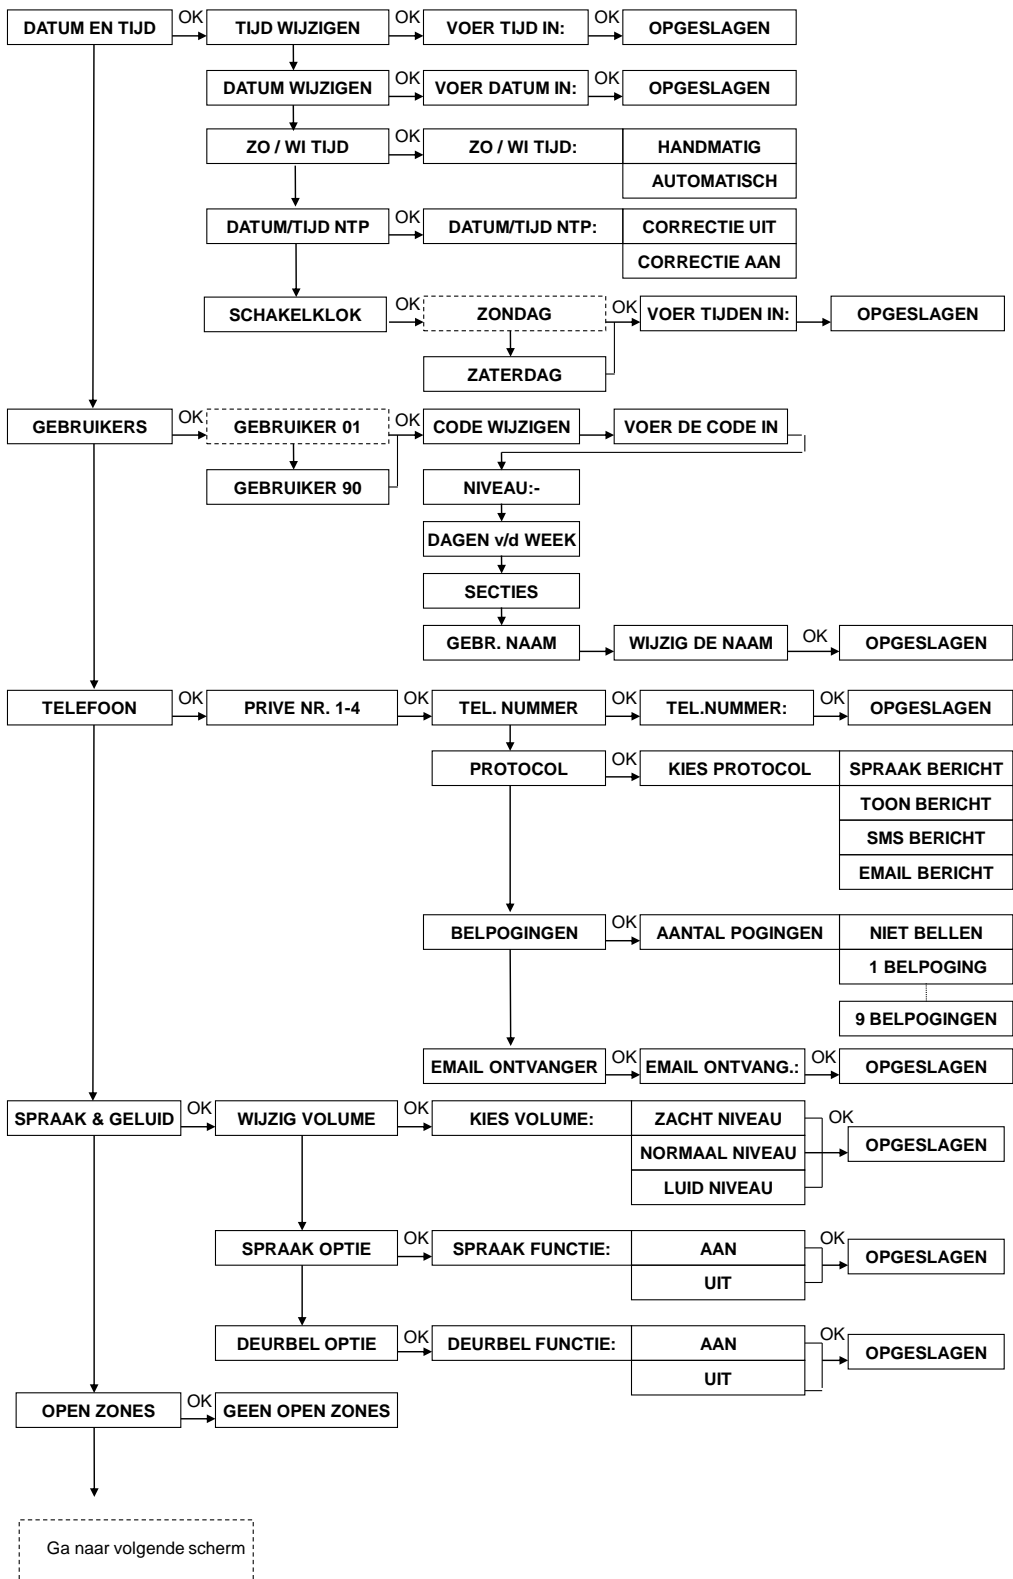 DATUM EN TIJD OK TIJD WIJZIGEN OK VOER TIJD IN: OK OPGESLAGEN
DATUM WIJZIGEN OK VOER DATUM IN: OK OPGESLAGEN
ZO / WI TIJD OK ZO / WI TIJD: HANDMATIG
AUTOMATISCH
DATUM/TIJD NTP OK DATUM/TIJD NTP: CORRECTIE UIT
CORRECTIE AAN
SCHAKELKLOK OK ZONDAG OK VOER TIJDEN IN: OPGESLAGEN
ZATERDAG
GEBRUIKERS OK GEBRUIKER 01 OK CODE WIJZIGEN VOER DE CODE IN
GEBRUIKER 90 NIVEAU:-
DAGEN v/d WEEK
SECTIES
GEBR. NAAM WIJZIG DE NAAM OK OPGESLAGEN
TELEFOON OK PRIVE NR. 1-4 OK TEL. NUMMER OK TEL.NUMMER: OK OPGESLAGEN
PROTOCOL OK KIES PROTOCOL SPRAAK BERICHT
TOON BERICHT
SMS BERICHT
EMAIL BERICHT
BELPOGINGEN OK AANTAL POGINGEN NIET BELLEN
1 BELPOGING
9 BELPOGINGEN
EMAIL ONTVANGER OK EMAIL ONTVANG.: OK OPGESLAGEN
SPRAAK & GELUID OK WIJZIG VOLUME OK KIES VOLUME: ZACHT NIVEAU OK
NORMAAL NIVEAU OPGESLAGEN
LUID NIVEAU
SPRAAK OPTIE OK SPRAAK FUNCTIE: AAN OK OPGESLAGEN
UIT
DEURBEL OPTIE OK DEURBEL FUNCTIE: AAN OK OPGESLAGEN
UIT
OPEN ZONES OK GEEN OPEN ZONES
Ga naar volgende scherm